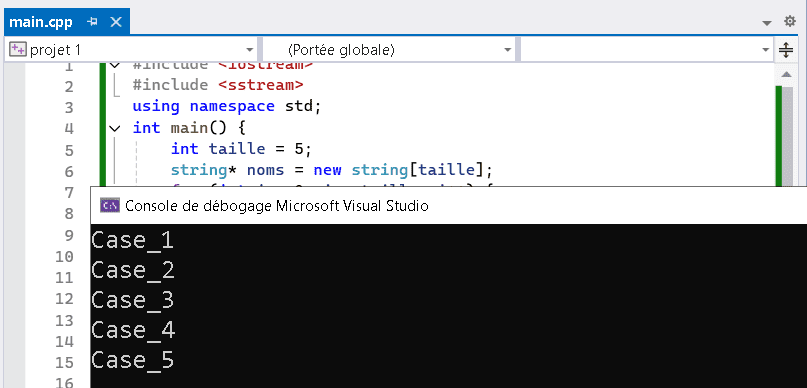 main.cpp
projet 1
(Portée globale)
1 #include <iostream>
2 #include <sstream>
3 using namespace std;
4 int main() {
5 int taille = 5;
6 string* noms = new string[taille];
7
8
9
10
11
12
13
14
15
16
Console de débogage Microsoft Visual Studio
Case_1
Case_2
Case_3
Case_4
Case_5